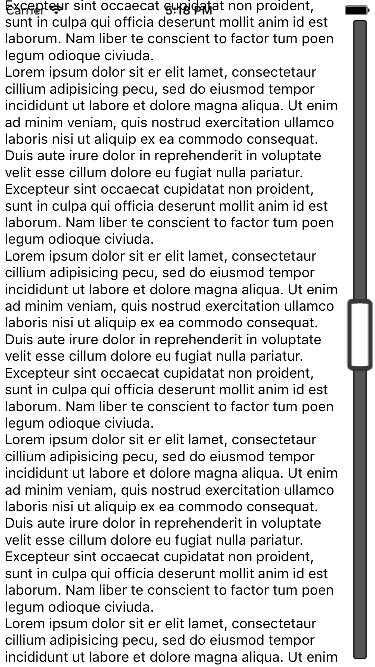 Carrier
5:18 PM
Excepteur sint occaecat cupidatat non proident,
sunt in culpa qui officia deserunt mollit anim id est
laborum. Nam liber te conscient to factor tum poen
legum odioque civiuda.
Lorem ipsum dolor sit er elit lamet, consectetaur
cillium adipisicing pecu, sed do eiusmod tempor
incididunt ut labore et dolore magna aliqua. Ut enim
ad minim veniam, quis nostrud exercitation ullamco
laboris nisi ut aliquip ex ea commodo consequat.
Duis aute irure dolor in reprehenderit in voluptate
velit esse cillum dolore eu fugiat nulla pariatur.
Excepteur sint occaecat cupidatat non proident,
sunt in culpa qui officia deserunt mollit anim id est
laborum. Nam liber te conscient to factor tum poen
legum odioque civiuda.
Lorem ipsum dolor sit er elit lamet, consectetaur
cillium adipisicing pecu, sed do eiusmod tempor
incididunt ut labore et dolore magna aliqua. Ut enim
ad minim veniam, quis nostrud exercitation ullamco
laboris nisi ut aliquip ex ea commodo consequat.
Duis aute irure dolor in reprehenderit in voluptate
velit esse cillum dolore eu fugiat nulla pariatur.
Excepteur sint occaecat cupidatat non proident,
sunt in culpa qui officia deserunt mollit anim id est
laborum. Nam liber te conscient to factor tum poen
legum odioque civiuda.
Lorem ipsum dolor sit er elit lamet, consectetaur
cillium adipisicing pecu, sed do eiusmod tempor
incididunt ut labore et dolore magna aliqua. Ut enim
ad minim veniam, quis nostrud exercitation ullamco
laboris nisi ut aliquip ex ea commodo consequat.
Duis aute irure dolor in reprehenderit in voluptate
velit esse cillum dolore eu fugiat nulla pariatur.
Excepteur sint occaecat cupidatat non proident,
sunt in culpa qui officia deserunt mollit anim id est
laborum. Nam liber te conscient to factor tum poen
legum odioque civiuda.
Lorem ipsum dolor sit er elit lamet, consectetaur
cillium adipisicing pecu, sed do eiusmod tempor
incididunt ut labore et dolore magna aliqua. Ut enim